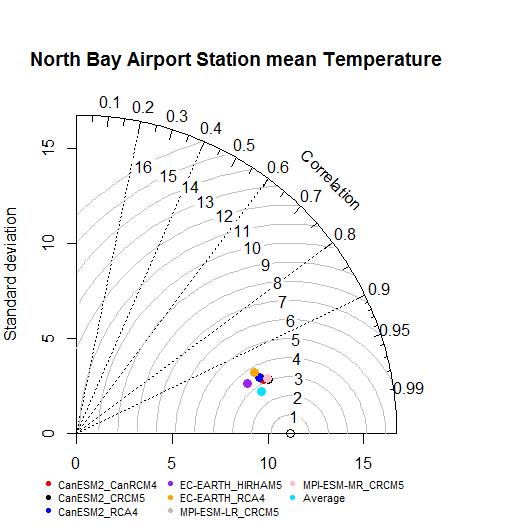 North Bay Airport Station mean Temperature
0.1 0.2 0.3 0.4 0.5 0.6 0.7 0.8 0.9 0.95 0.99
Correlation
16 15 14 13 12 11 10 9 8 7 6 5 4 3 2 1
Standard deviation
15
10
5
0
0 5 10 15
CanESM2_CanRCM4 EC-EARTH_HIRHAM5 MPI-ESM-MR_CRCM5
CanESM2_CRCM5 EC-EARTH_RCA4 Average
CanESM2_RCA4 MPI-ESM-LR_CRCM5